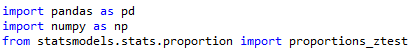 import pandas as pd
import numpy as np
from statsmodels.stats.proportion import proportions_ztest